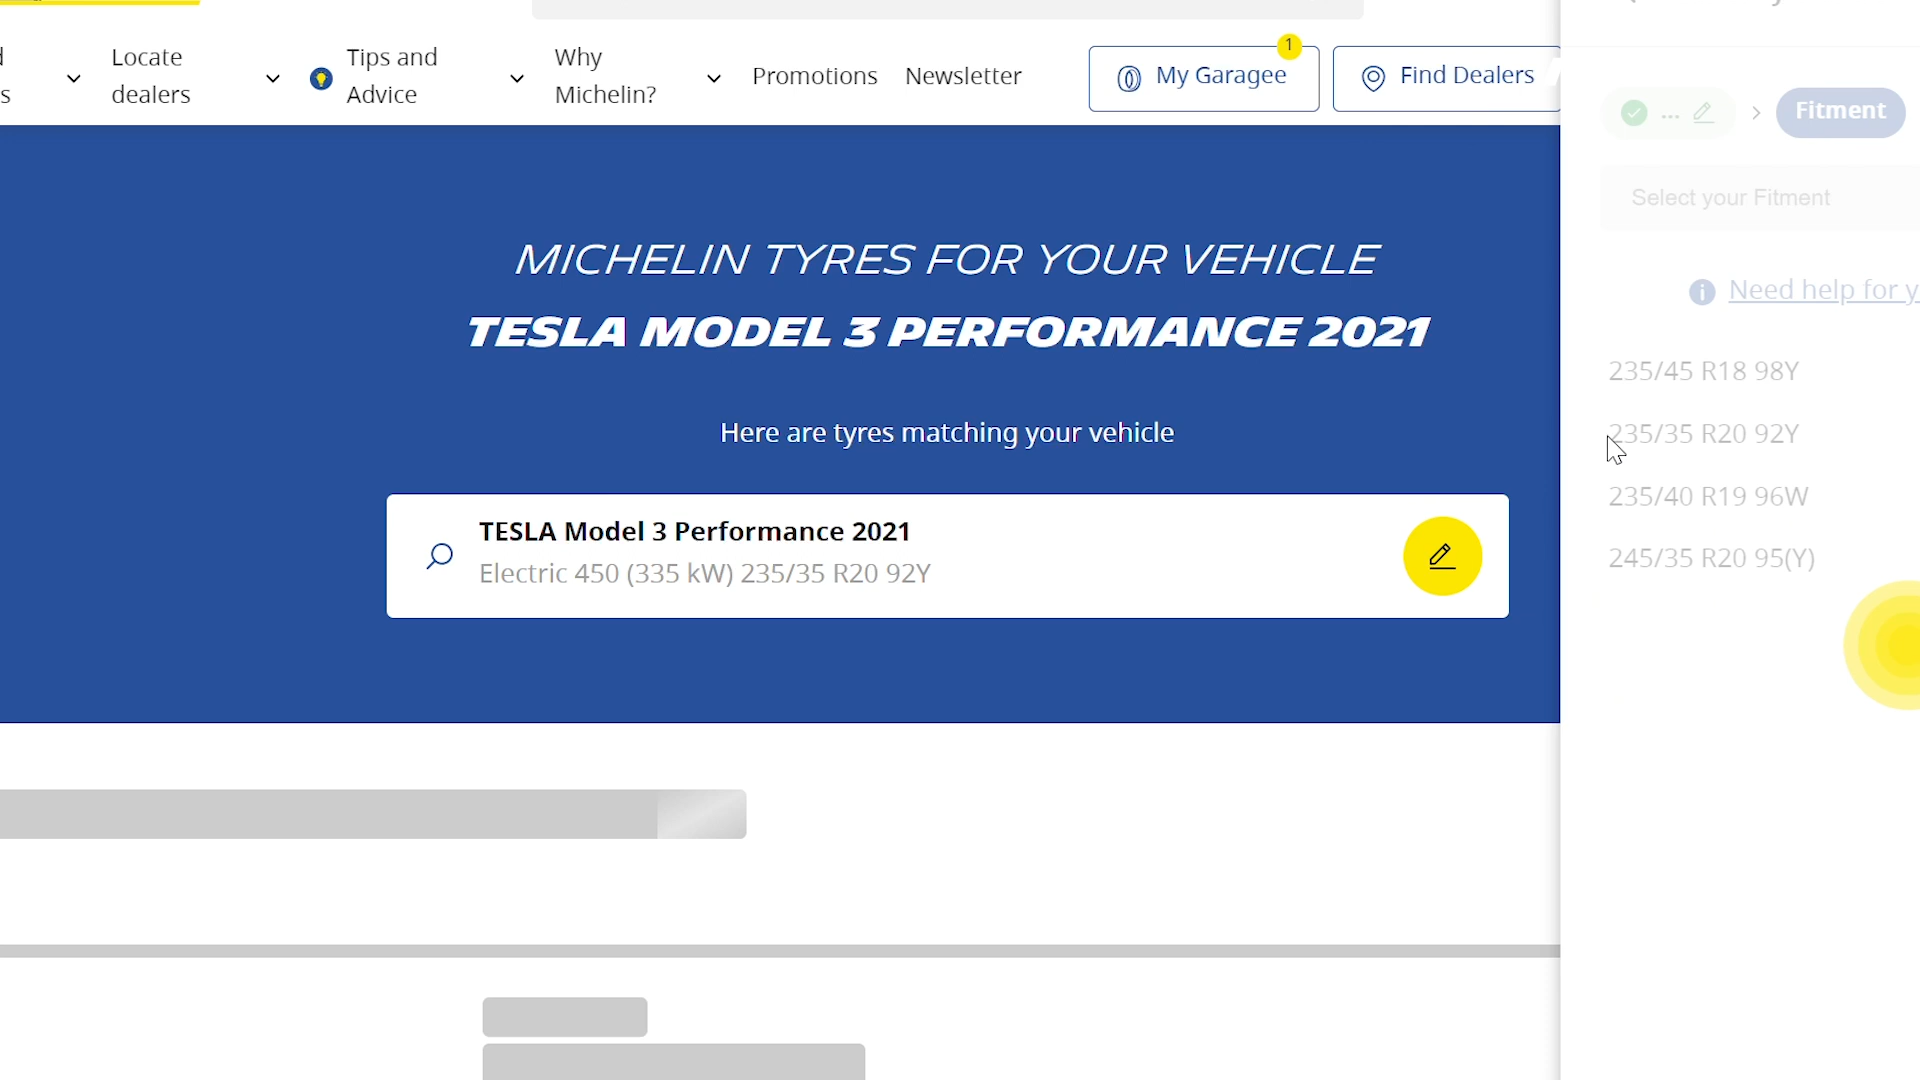 Locate dealers
Tips and Advice
Why Michelin?
Promotions
Newsletter
My Garagee
1
Find Dealers
MICHELIN TYRES FOR YOUR VEHICLE
TESLA MODEL 3 PERFORMANCE 2021
Here are tyres matching your vehicle
TESLA Model 3 Performance 2021
Electric 450 (335 kW) 235/35 R20 92Y
...
Fitment
Select your Fitment
Need help for y
235/45 R18 98Y
235/35 R20 92Y
235/40 R19 96W
245/35 R20 95(Y)